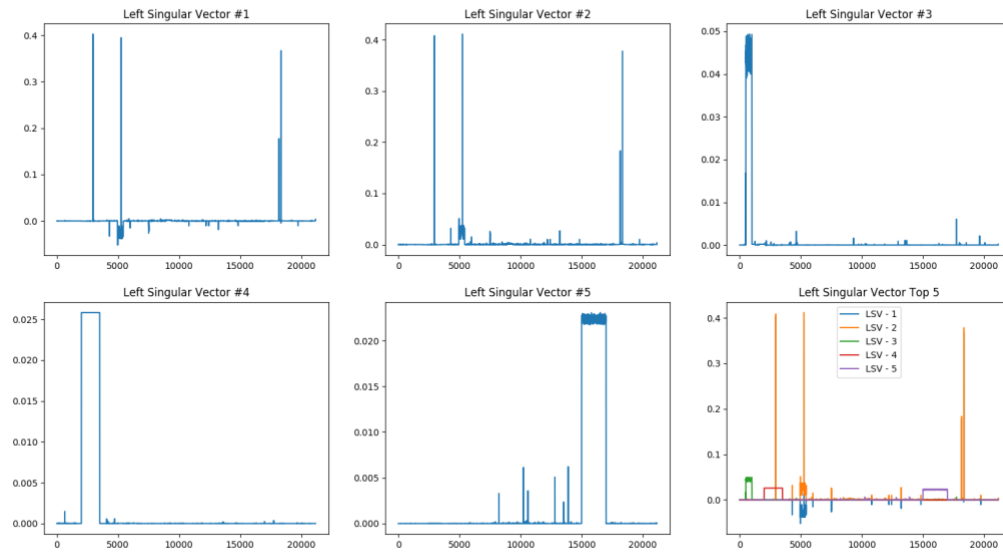 Left Singular Vector #1
0.4
0.3
0.2
0.1
0.0
0 5000 10000 15000 20000
Left Singular Vector #2
0.4
0.3
0.2
0.1
0.0
0 5000 10000 15000 20000
Left Singular Vector #3
0.05
0.04
0.03
0.02
0.01
0.00
0 5000 10000 15000 20000
Left Singular Vector #4
0.025
0.020
0.015
0.010
0.005
0.000
0 5000 10000 15000 20000
Left Singular Vector #5
0.020
0.015
0.010
0.005
0.000
0 5000 10000 15000 20000
Left Singular Vector Top 5
LSV - 1
LSV - 2
LSV - 3
LSV - 4
LSV - 5
0.4
0.3
0.2
0.1
0.0
0 5000 10000 15000 20000